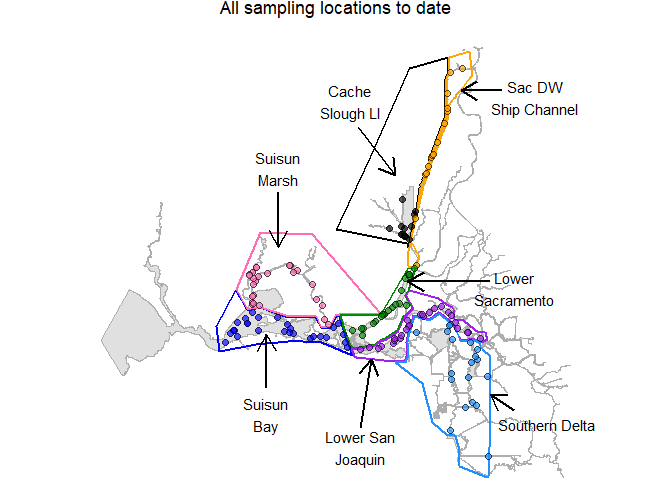 All sampling locations to date
Sac DW
Ship Channel
Cache
Slough LI
Suisun
Marsh
Lower
Sacramento
Suisun
Bay
Lower San
Joaquin
Southern Delta